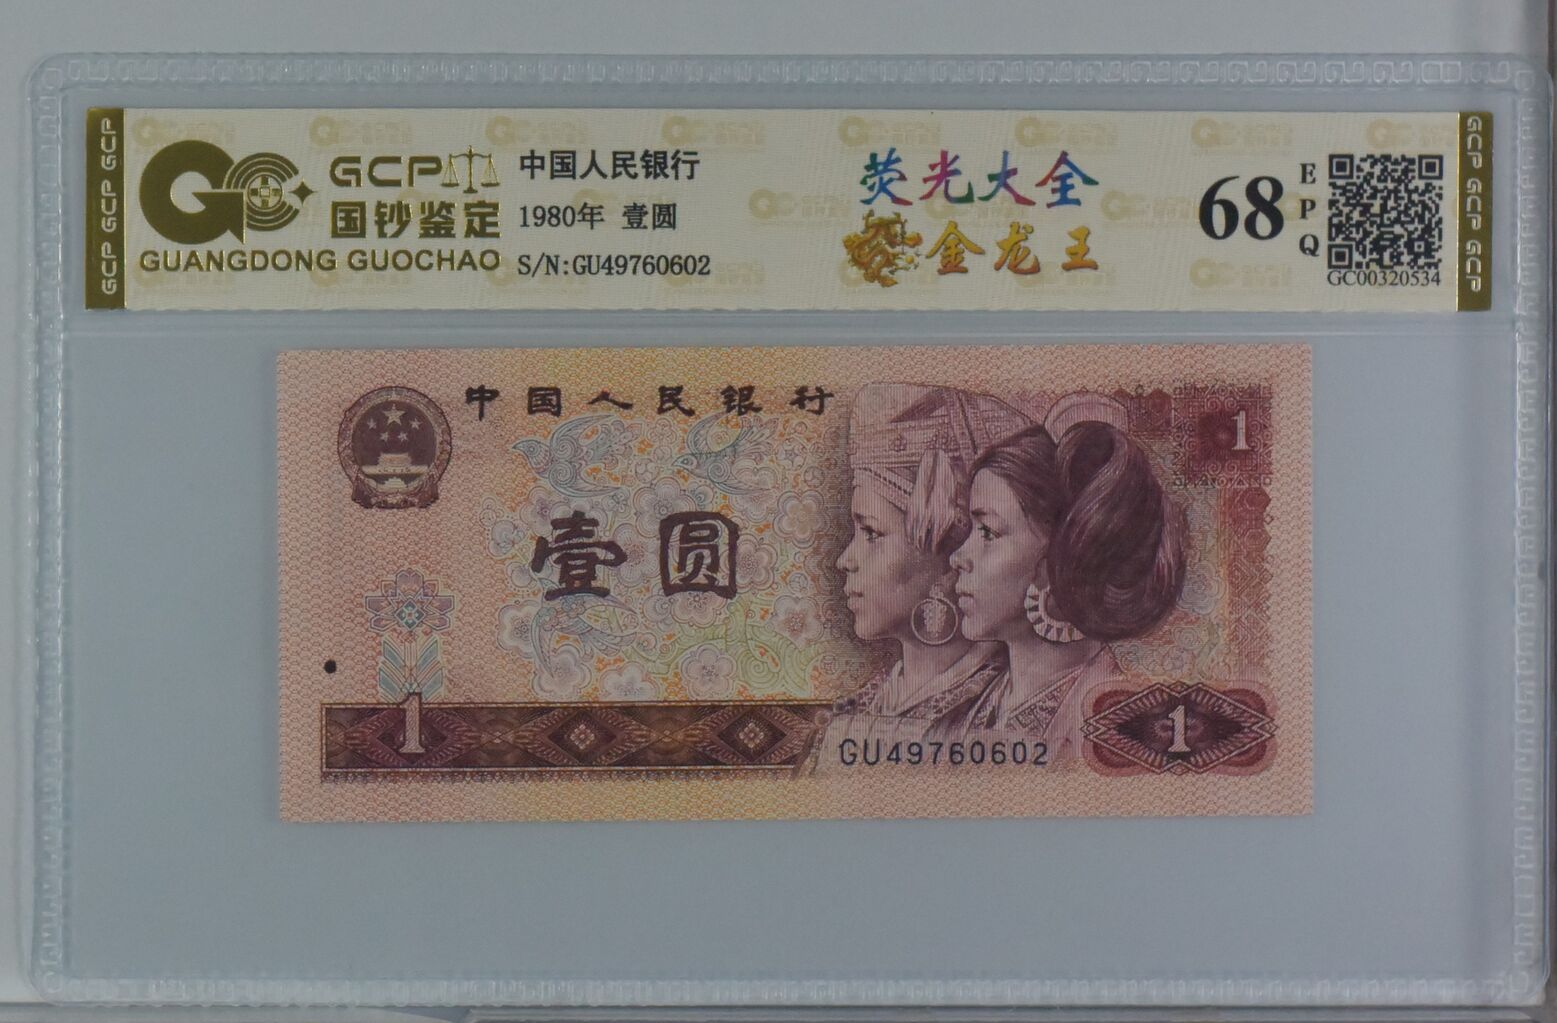 GCP GCP GCP
GCP
国钞鉴定
GUANGDONG GUOCHAO
中国人民银行
1980年 壹圆
S/N:GU49760602
荧光大全
金龙王
68
EPQ
GC00320534
GCP GCP GCP
中国人民银行
1
壹圆
1
GU49760602
1